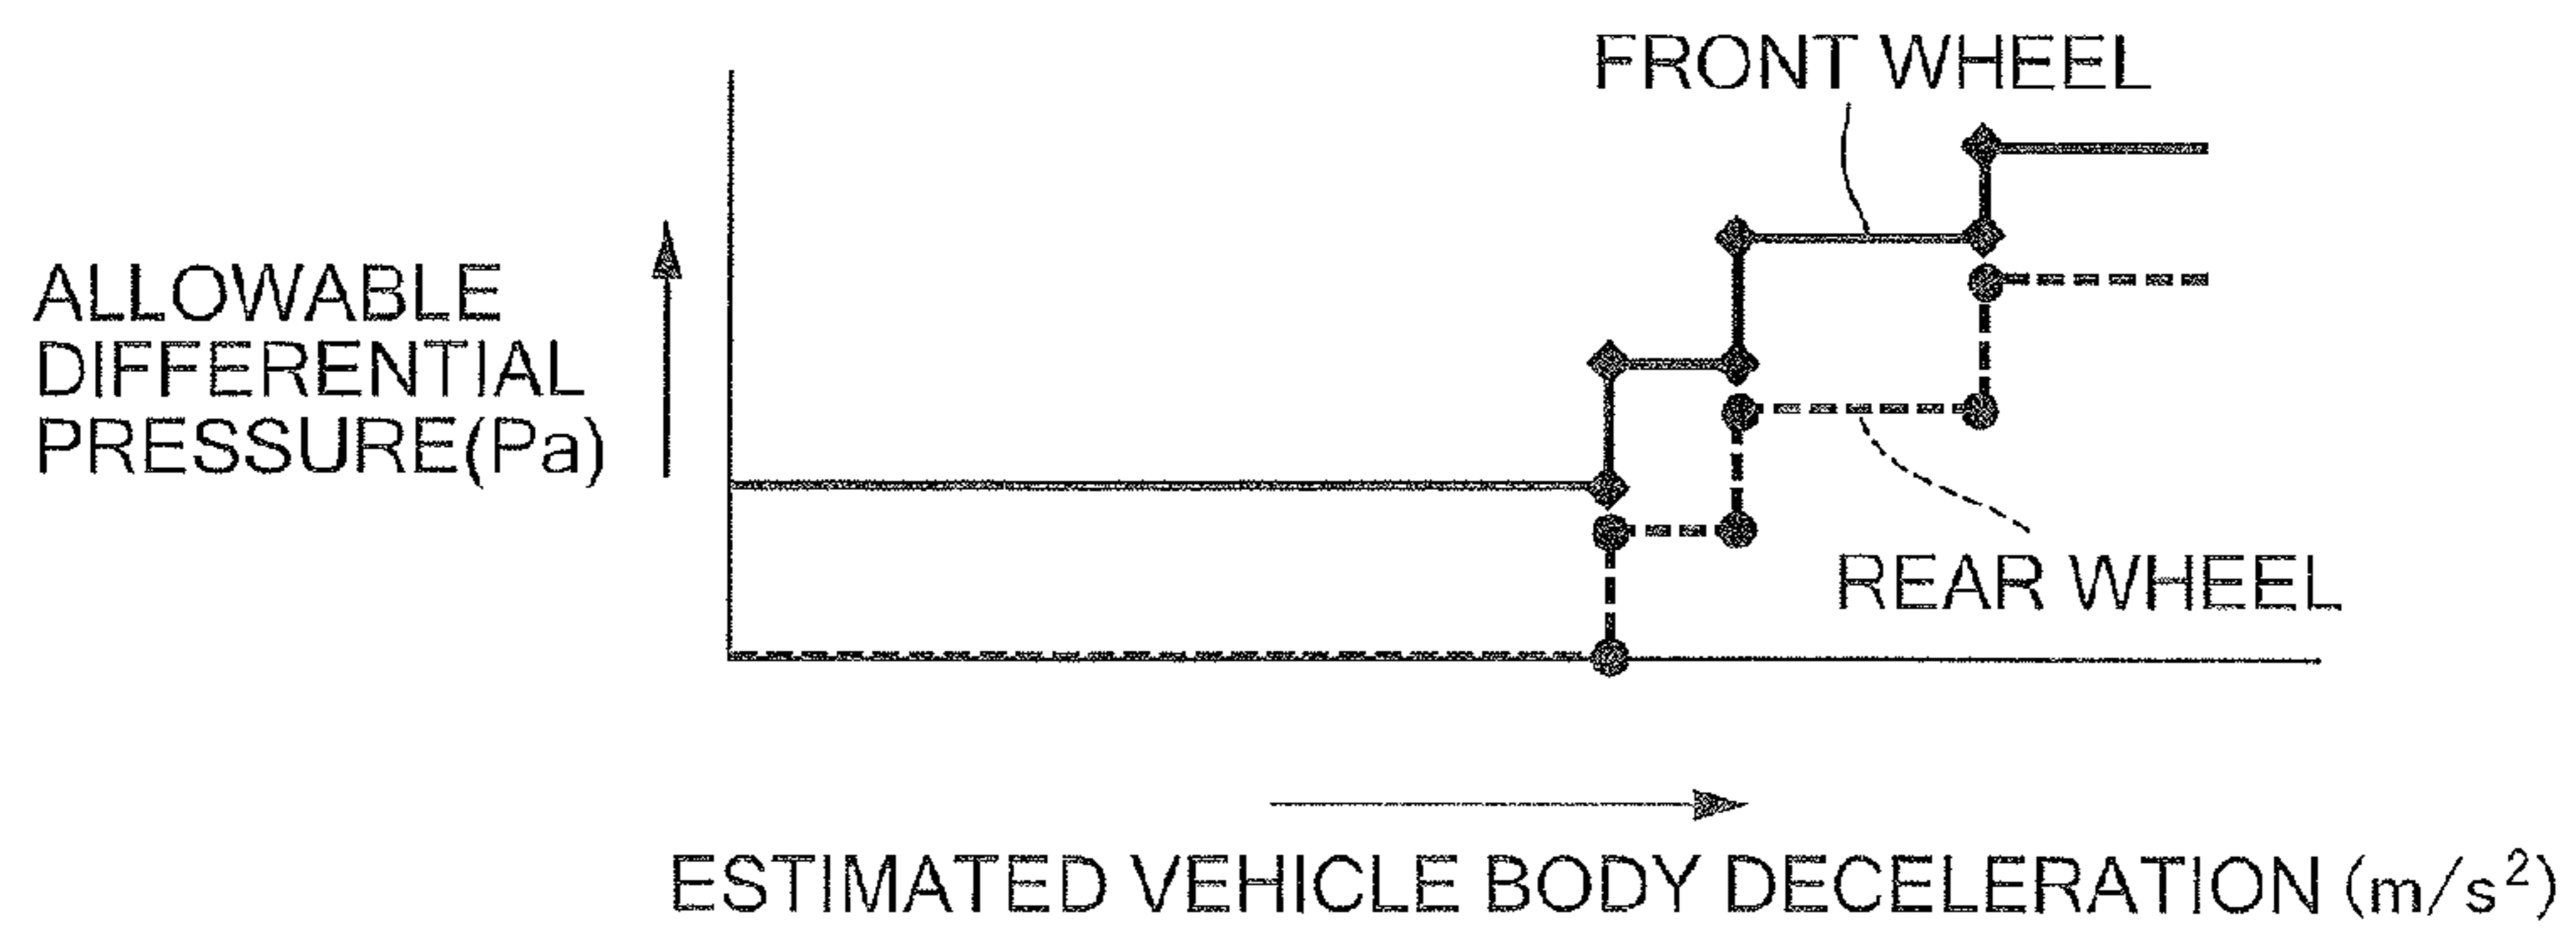 FRONT WHEEL
ALLOWABLE
DIFFERENTIAL
PRESSURE(Pa)
REAR WHEEL
ESTIMATED VEHICLE BODY DECELERATION (m/s²)